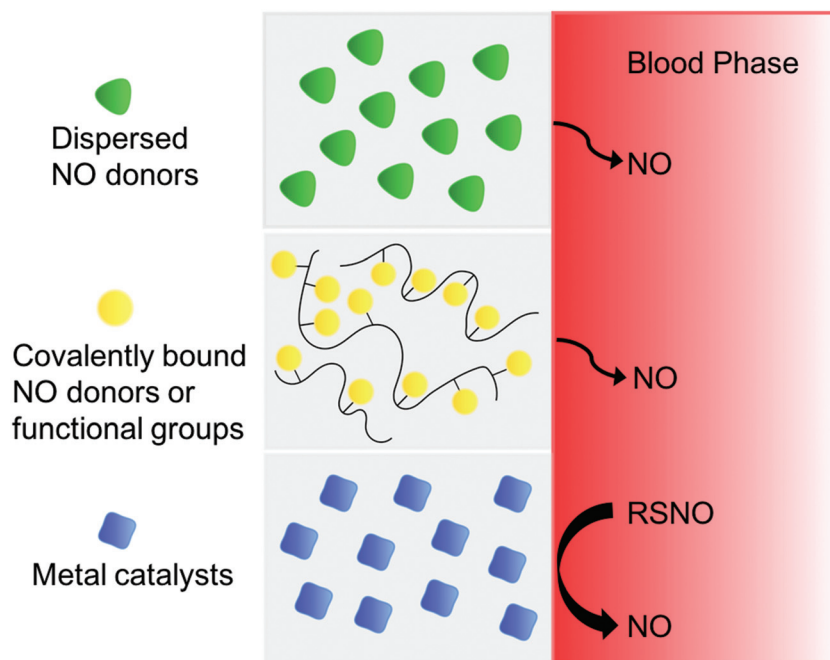 Blood Phase
Dispersed
NO donors
NO
Covalently bound
NO donors or
functional groups
NO
RSNO
Metal catalysts
NO